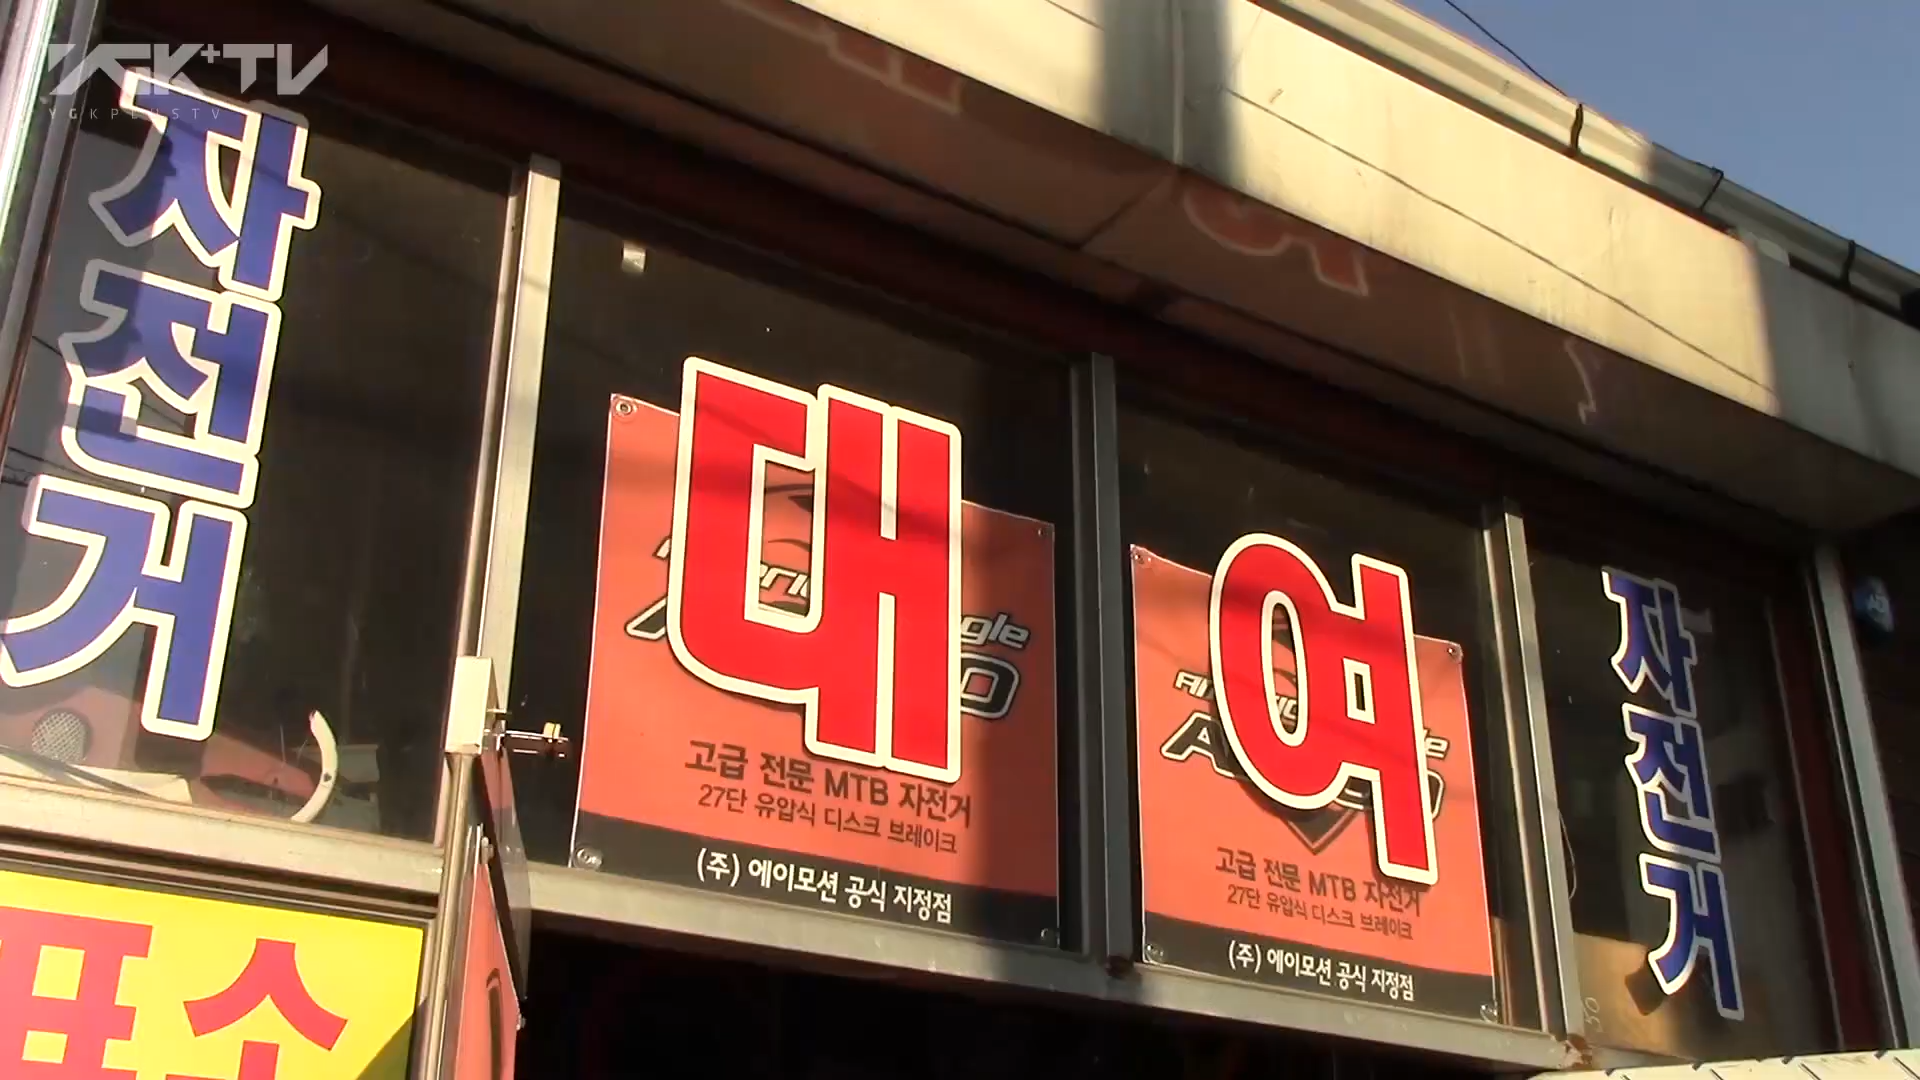 YGK+TV
YGKPLUSTV
자전거
대
여
자전거
고급 전문 MTB 자전거
27단 유압식 디스크 브레이크
(주) 에이모션 공식 지정점
고급 전문 MTB 자전거
27단 유압식 디스크 브레이크
(주) 에이모션 공식 지정점
표소